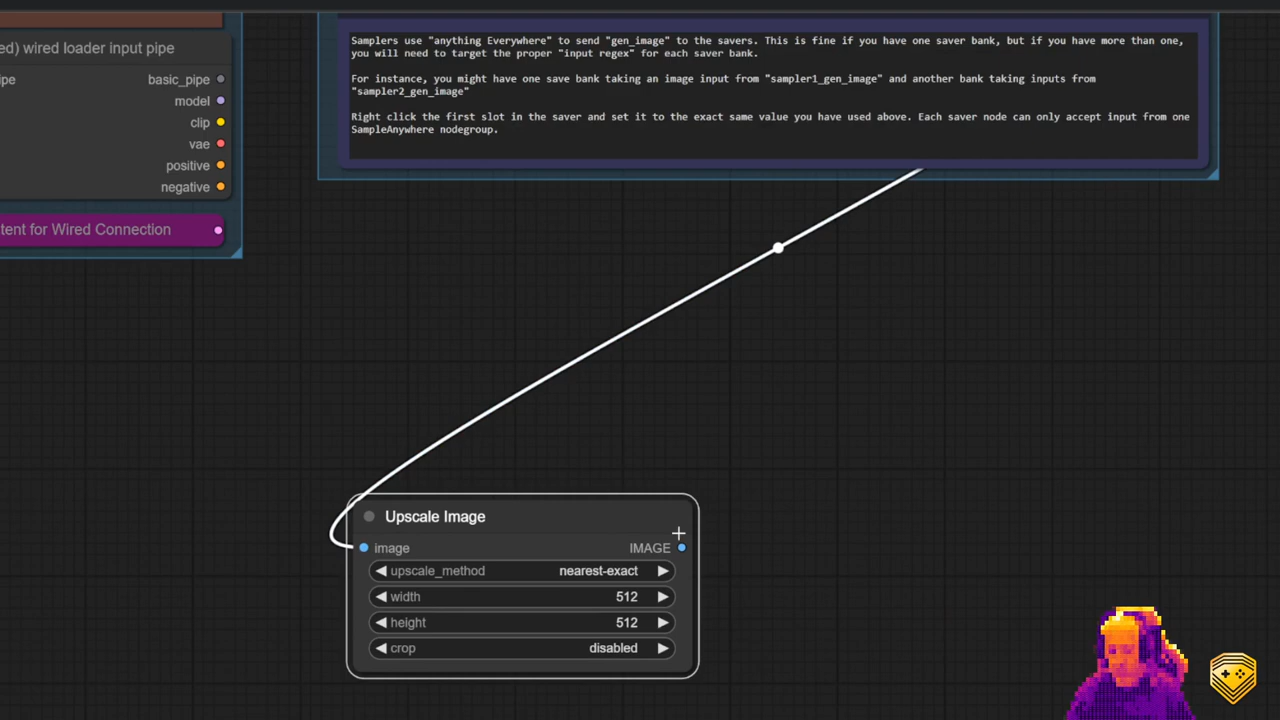 Samplers use "anything Everywhere" to send "gen_image" to the savers. This is fine if you have one saver bank, but if you have more than one,
you will need to target the proper "input regex" for each saver bank.
For instance, you might have one save bank taking an image input from "sampler1_gen_image" and another bank taking inputs from
"sampler2_gen_image"
Right click the first slot in the saver and set it to the exact same value you have used above. Each saver node can only accept input from one
SampleAnywhere nodegroup.
wired loader input pipe
basic_pipe
model
clip
vae
positive
negative
for Wired Connection
Upscale Image
image IMAGE
upscale_method nearest-exact
width 512
height 512
crop disabled